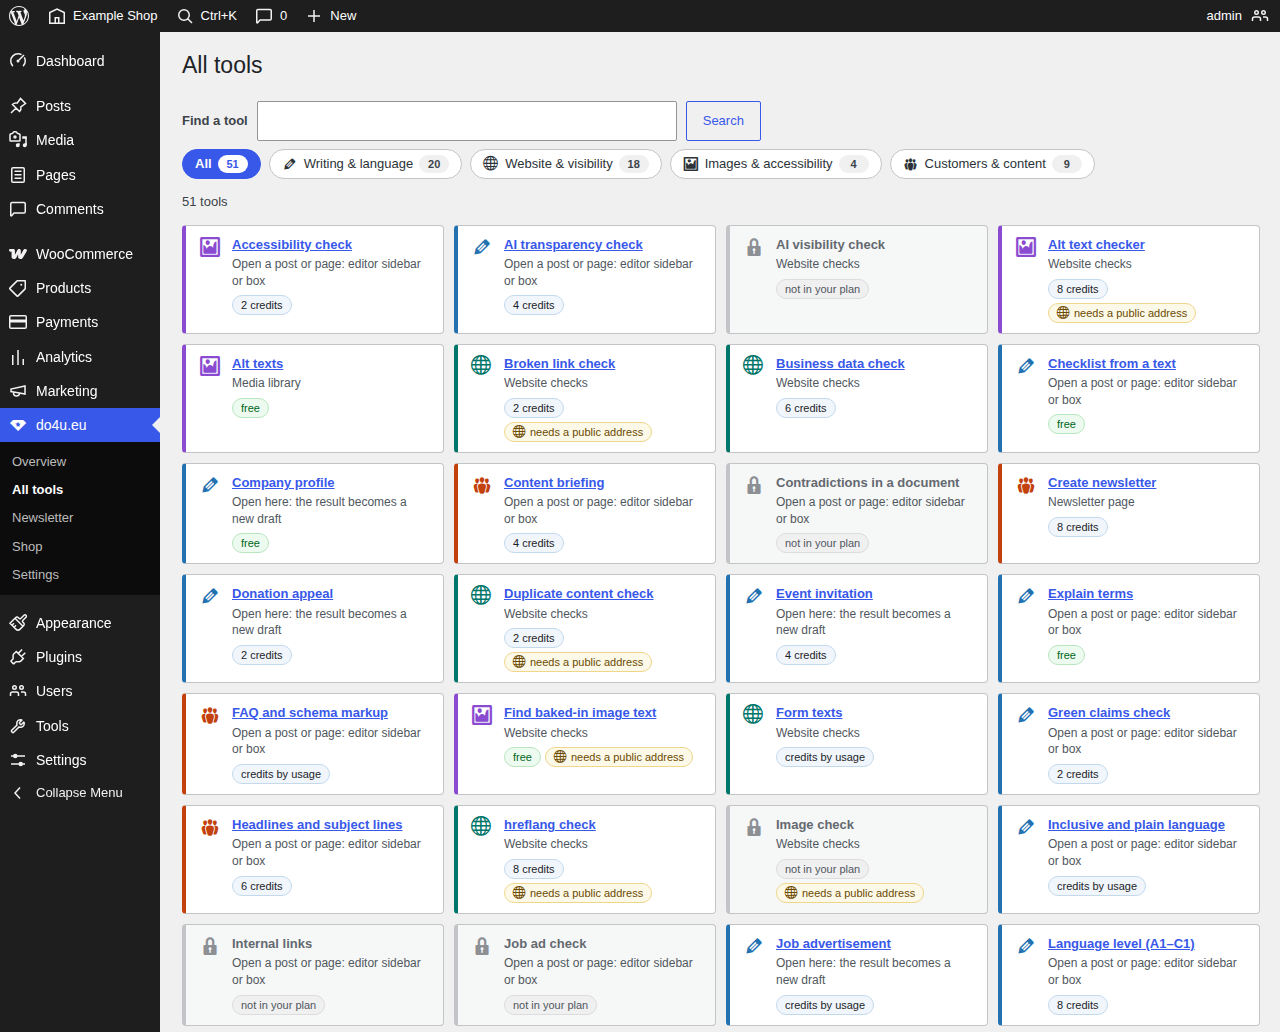 Example Shop
Ctrl+K
0
New
admin
Dashboard
Posts
Media
Pages
Comments
WooCommerce
Products
Payments
Analytics
Marketing
do4u.eu
Overview
All tools
Newsletter
Shop
Settings
Appearance
Plugins
Users
Tools
Settings
Collapse Menu
All tools
Find a tool
Search
All 51
Writing & language 20
Website & visibility 18
Images & accessibility 4
Customers & content 9
51 tools
Accessibility check
Open a post or page: editor sidebar
or box
2 credits
AI transparency check
Open a post or page: editor sidebar
or box
4 credits
AI visibility check
Website checks
not in your plan
Alt text checker
Website checks
8 credits
needs a public address
Alt texts
Media library
free
Broken link check
Website checks
2 credits
needs a public address
Business data check
Website checks
6 credits
Checklist from a text
Open a post or page: editor sidebar
or box
free
Company profile
Open here: the result becomes a
new draft
free
Content briefing
Open a post or page: editor sidebar
or box
4 credits
Contradictions in a document
Open a post or page: editor sidebar
or box
not in your plan
Create newsletter
Newsletter page
8 credits
Donation appeal
Open here: the result becomes a
new draft
2 credits
Duplicate content check
Website checks
2 credits
needs a public address
Event invitation
Open here: the result becomes a
new draft
4 credits
Explain terms
Open a post or page: editor sidebar
or box
free
FAQ and schema markup
Open a post or page: editor sidebar
or box
credits by usage
Find baked-in image text
Website checks
free
needs a public address
Form texts
Website checks
credits by usage
Green claims check
Open a post or page: editor sidebar
or box
2 credits
Headlines and subject lines
Open a post or page: editor sidebar
or box
6 credits
hreflang check
Website checks
8 credits
needs a public address
Image check
Website checks
not in your plan
needs a public address
Inclusive and plain language
Open a post or page: editor sidebar
or box
credits by usage
Internal links
Open a post or page: editor sidebar
or box
not in your plan
Job ad check
Open a post or page: editor sidebar
or box
not in your plan
Job advertisement
Open here: the result becomes a
new draft
credits by usage
Language level (A1–C1)
Open a post or page: editor sidebar
or box
8 credits